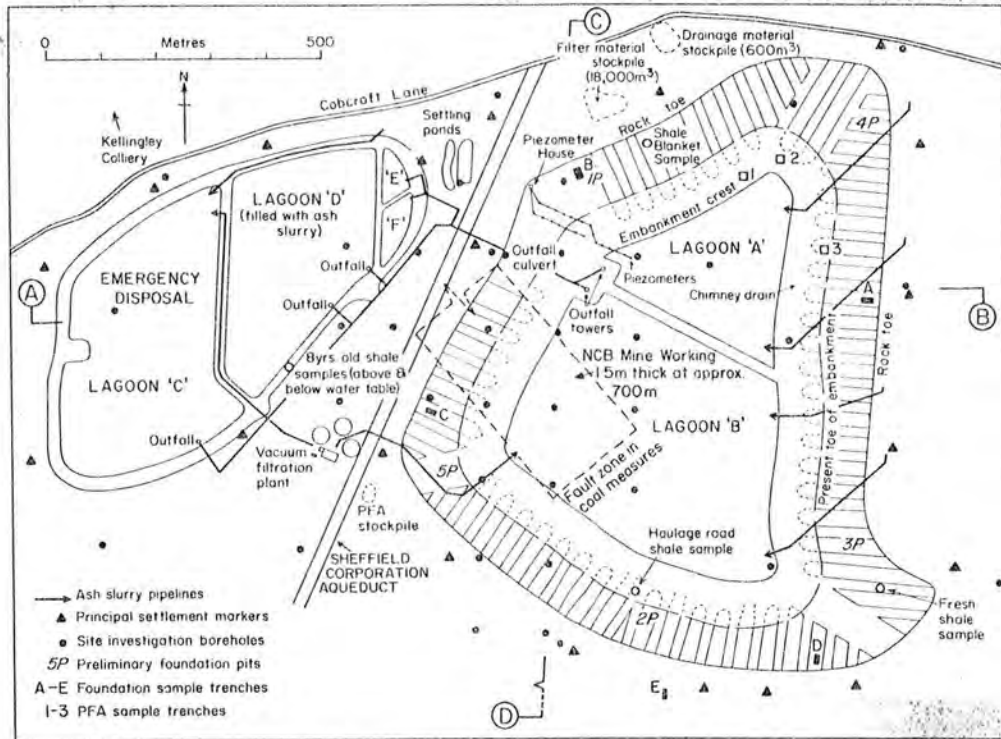 0 Metres 500
N
Kellingley
Colliery
Cobcroft Lane
Settling
ponds
C
Filter material
stockpile
(18,000m³)
Drainage material
stockpile (600m³)
Rock toe
Piezometer
House
B
1P
Shale
Blanket
Sample
4P
2
1
3
Embankment crest
LAGOON 'A'
LAGOON 'D'
(filled with ash
slurry)
'E'
'F'
Outfall
culvert
Piezometers
Chimney drain
A
B
Rock toe
A
EMERGENCY
DISPOSAL
Outfall
Outfall
Outfall
towers
NCB Mine Working
1.5m thick at approx.
700m
8yrs old shale
samples (above &
below water table)
LAGOON 'C'
LAGOON 'B'
C
Present toe of embankment
Outfall
Vacuum
filtration
plant
5P
Fault zone in
coal measures
PFA
stockpile
SHEFFIELD
CORPORATION
AQUEDUCT
Haulage road
shale sample
3P
2P
Fresh
shale
sample
D
E
D
Ash slurry pipelines
Principal settlement markers
Site investigation boreholes
5P Preliminary foundation pits
A-E Foundation sample trenches
1-3 PFA sample trenches